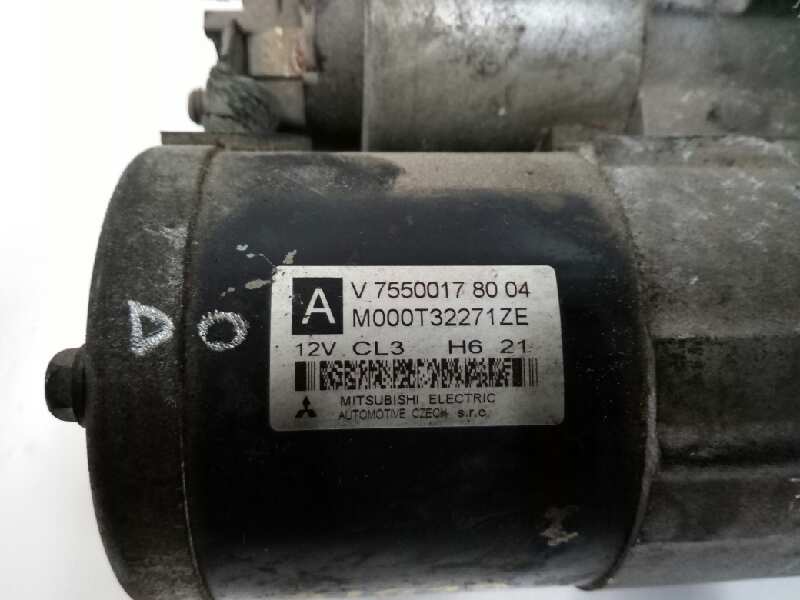 A
V 7550017 80 04
M000T32271ZE
12V CL3 H6 21
MITSUBISHI ELECTRIC
AUTOMOTIVE CZECH s.r.c.
DO